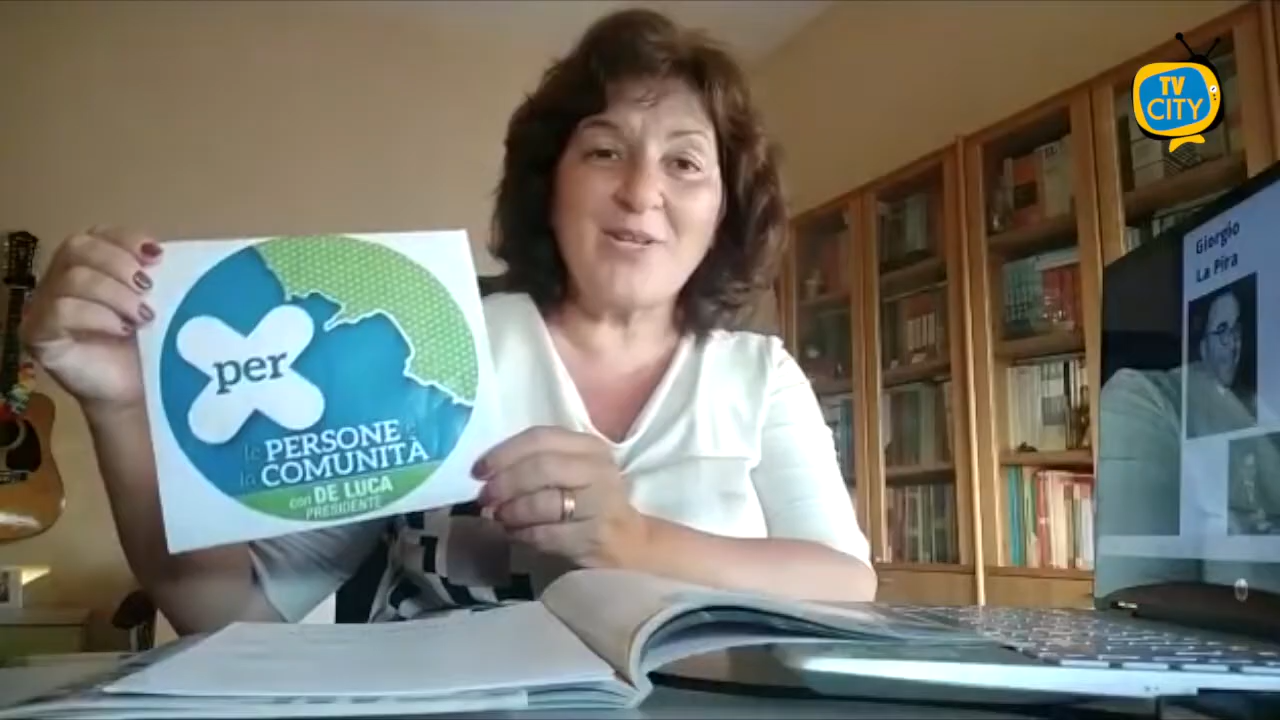 TV
CITY
Giorgio
La Pira
per
le PERSONE e
la COMUNITÀ
con DE LUCA
PRESIDENTE